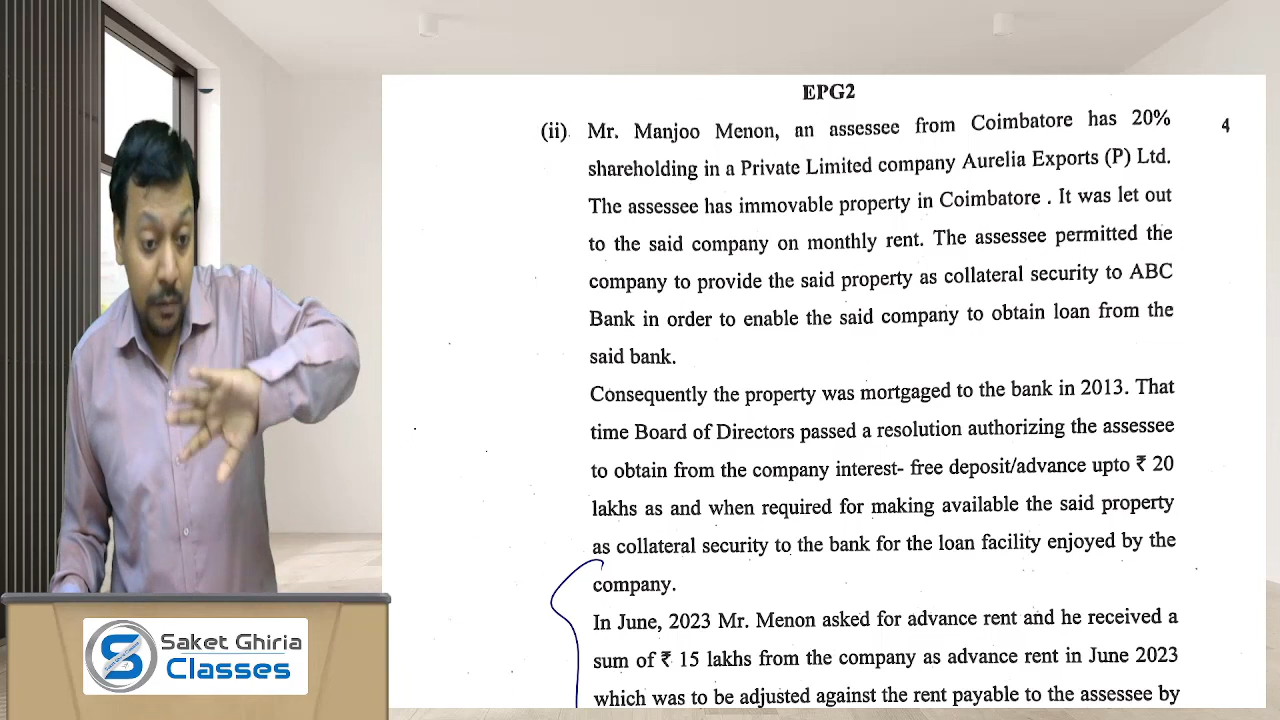 EPG2
(ii) Mr. Manjoo Menon, an assessee from Coimbatore has 20% 4
shareholding in a Private Limited company Aurelia Exports (P) Ltd.
The assessee has immovable property in Coimbatore . It was let out
to the said company on monthly rent. The assessee permitted the
company to provide the said property as collateral security to ABC
Bank in order to enable the said company to obtain loan from the
said bank.
Consequently the property was mortgaged to the bank in 2013. That
time Board of Directors passed a resolution authorizing the assessee
to obtain from the company interest- free deposit/advance upto ₹ 20
lakhs as and when required for making available the said property
as collateral security to the bank for the loan facility enjoyed by the
company.
In June, 2023 Mr. Menon asked for advance rent and he received a
sum of ₹ 15 lakhs from the company as advance rent in June 2023
which was to be adjusted against the rent payable to the assessee by
Saket Ghiria
Classes